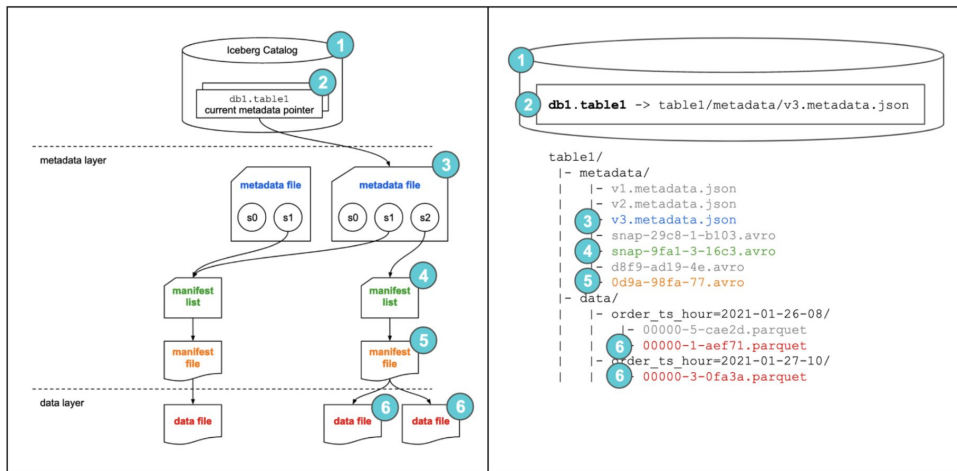 Iceberg Catalog
1
2
db1.table1
current metadata pointer
metadata layer
3
metadata file
metadata file
s0
s1
s0
s1
s2
4
manifest
list
manifest
list
5
manifest
file
manifest
file
data layer
6
6
data file
data file
data file
1
2
db1.table1 -> table1/metadata/v3.metadata.json
table1/
|- metadata/
| |- v1.metadata.json
| |- v2.metadata.json
| 3 - v3.metadata.json
| |- snap-29c8-1-b103.avro
| 4 - snap-9fa1-3-16c3.avro
| |- d8f9-ad19-4e.avro
| 5 - 0d9a-98fa-77.avro
|- data/
| |- order_ts_hour=2021-01-26-08/
| | |- 00000-5-cae2d.parquet
| | 6 - 00000-1-aef71.parquet
| |- order_ts_hour=2021-01-27-10/
| | 6 - 00000-3-0fa3a.parquet